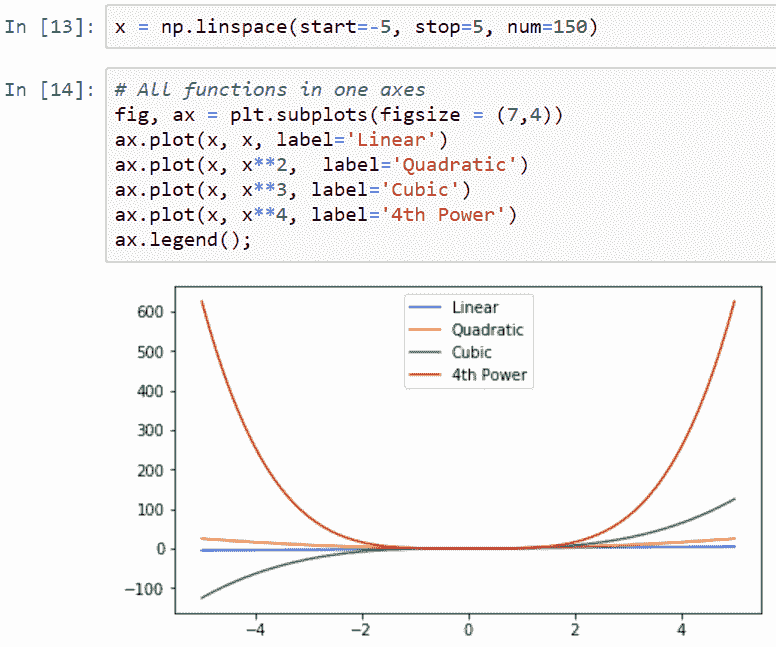 In [13]: x = np.linspace(start=-5, stop=5, num=150)
In [14]: # All functions in one axes
fig, ax = plt.subplots(figsize = (7,4))
ax.plot(x, x, label='Linear')
ax.plot(x, x**2,  label='Quadratic')
ax.plot(x, x**3, label='Cubic')
ax.plot(x, x**4, label='4th Power')
ax.legend();
Linear
Quadratic
Cubic
4th Power
600
500
400
300
200
100
0
−100
−4 −2 0 2 4